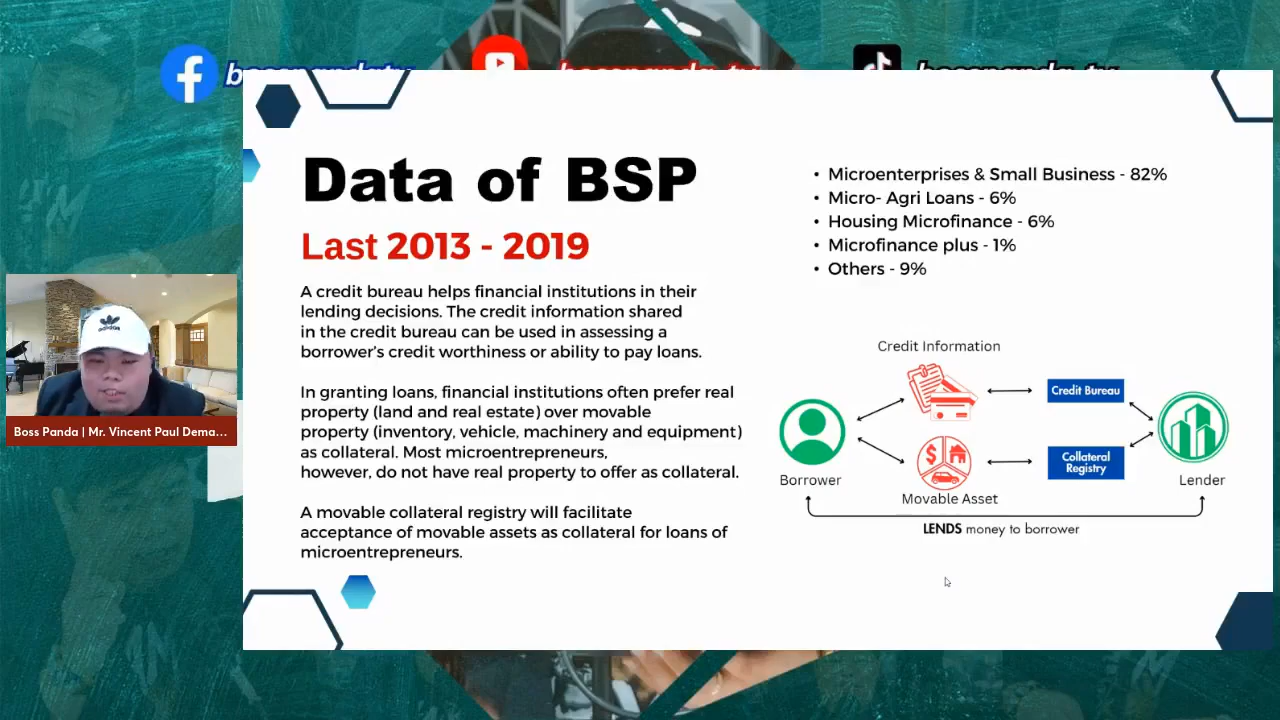 Data of BSP
Last 2013 - 2019
A credit bureau helps financial institutions in their
lending decisions. The credit information shared
in the credit bureau can be used in assessing a
borrower's credit worthiness or ability to pay loans.
In granting loans, financial institutions often prefer real
property (land and real estate) over movable
property (inventory, vehicle, machinery and equipment)
as collateral. Most microentrepreneurs,
however, do not have real property to offer as collateral.
A movable collateral registry will facilitate
acceptance of movable assets as collateral for loans of
microentrepreneurs.
• Microenterprises & Small Business - 82%
• Micro- Agri Loans - 6%
• Housing Microfinance - 6%
• Microfinance plus - 1%
• Others - 9%
Credit Information
Credit Bureau
Collateral
Registry
Borrower
Movable Asset
Lender
LENDS money to borrower
adidas
Boss Panda | Mr. Vincent Paul Dema...